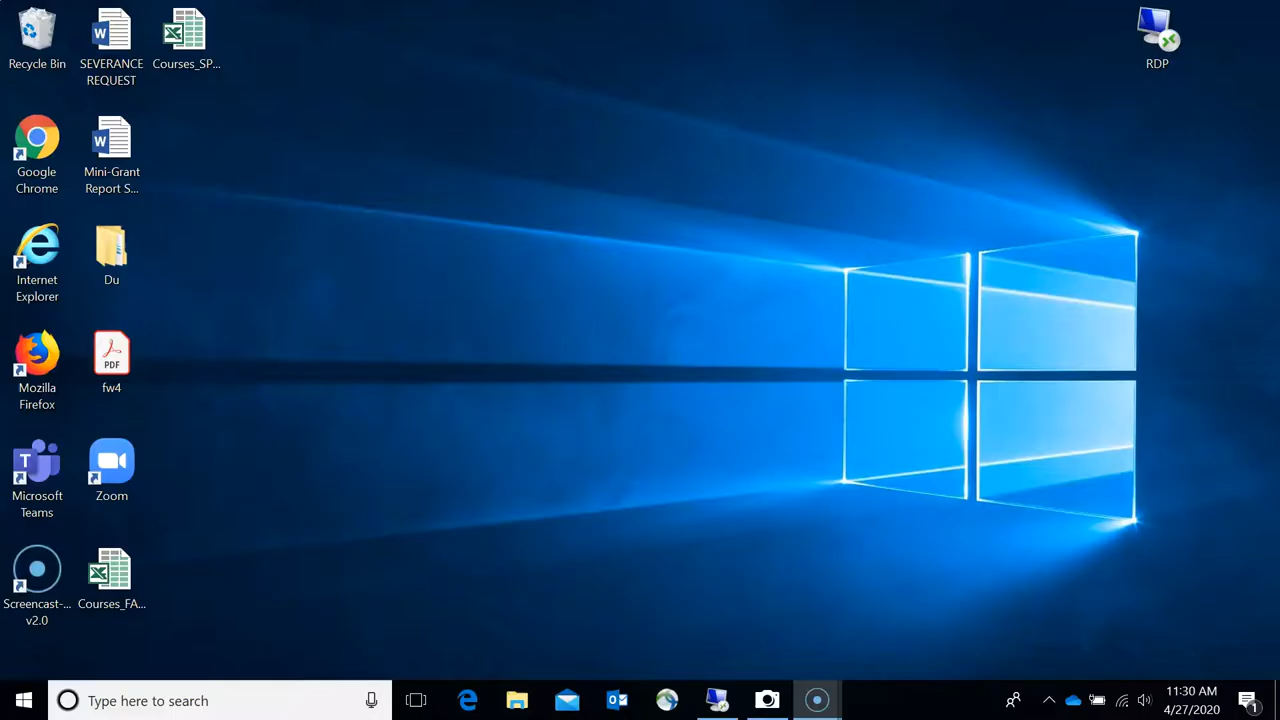 Recycle Bin
SEVERANCE
REQUEST
Courses_SP...
RDP
Google
Chrome
Mini-Grant
Report S...
Internet
Explorer
Du
Mozilla
Firefox
PDF
fw4
T
Microsoft
Teams
Zoom
Screencast-...
v2.0
Courses_FA...
Type here to search
11:30 AM
4/27/2020
1